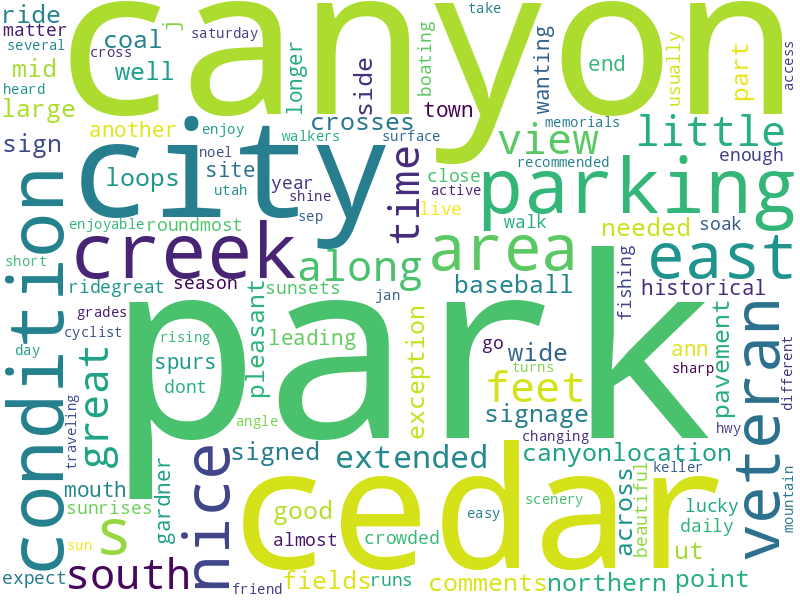 ride
canyon
take
matter
coal
j
saturday
several
cross
longer
boating
wanting
usually
part
access
heard
mid
well
side
end
large
town
another
enjoy
crosses
memorials
sign
city
walkers
surface
view
little
noel
loops
site
time
recommended
enough
utah
year
close
parking
shine
active
condition
live
sep
walk
needed
soak
enjoyable
roundmost
creek
along
area
east
short
ridegreat
season
sunsets
baseball
fishing
historical
jan
grades
park
cyclist
rising
leading
exception
go
wide
ann
pavement
veteran
different
day
great
spurs
pleasant
turns
sharp
dont
feet
traveling
angle
signage
hwy
changing
nice
signed
extended
canyonlocation
mouth
gardner
cedar
across
beautiful
keller
mountain
sunrises
good
easy
scenery
lucky
s
daily
sun
almost
crowded
ut
expect
south
friend
fields
runs
comments
northern
point